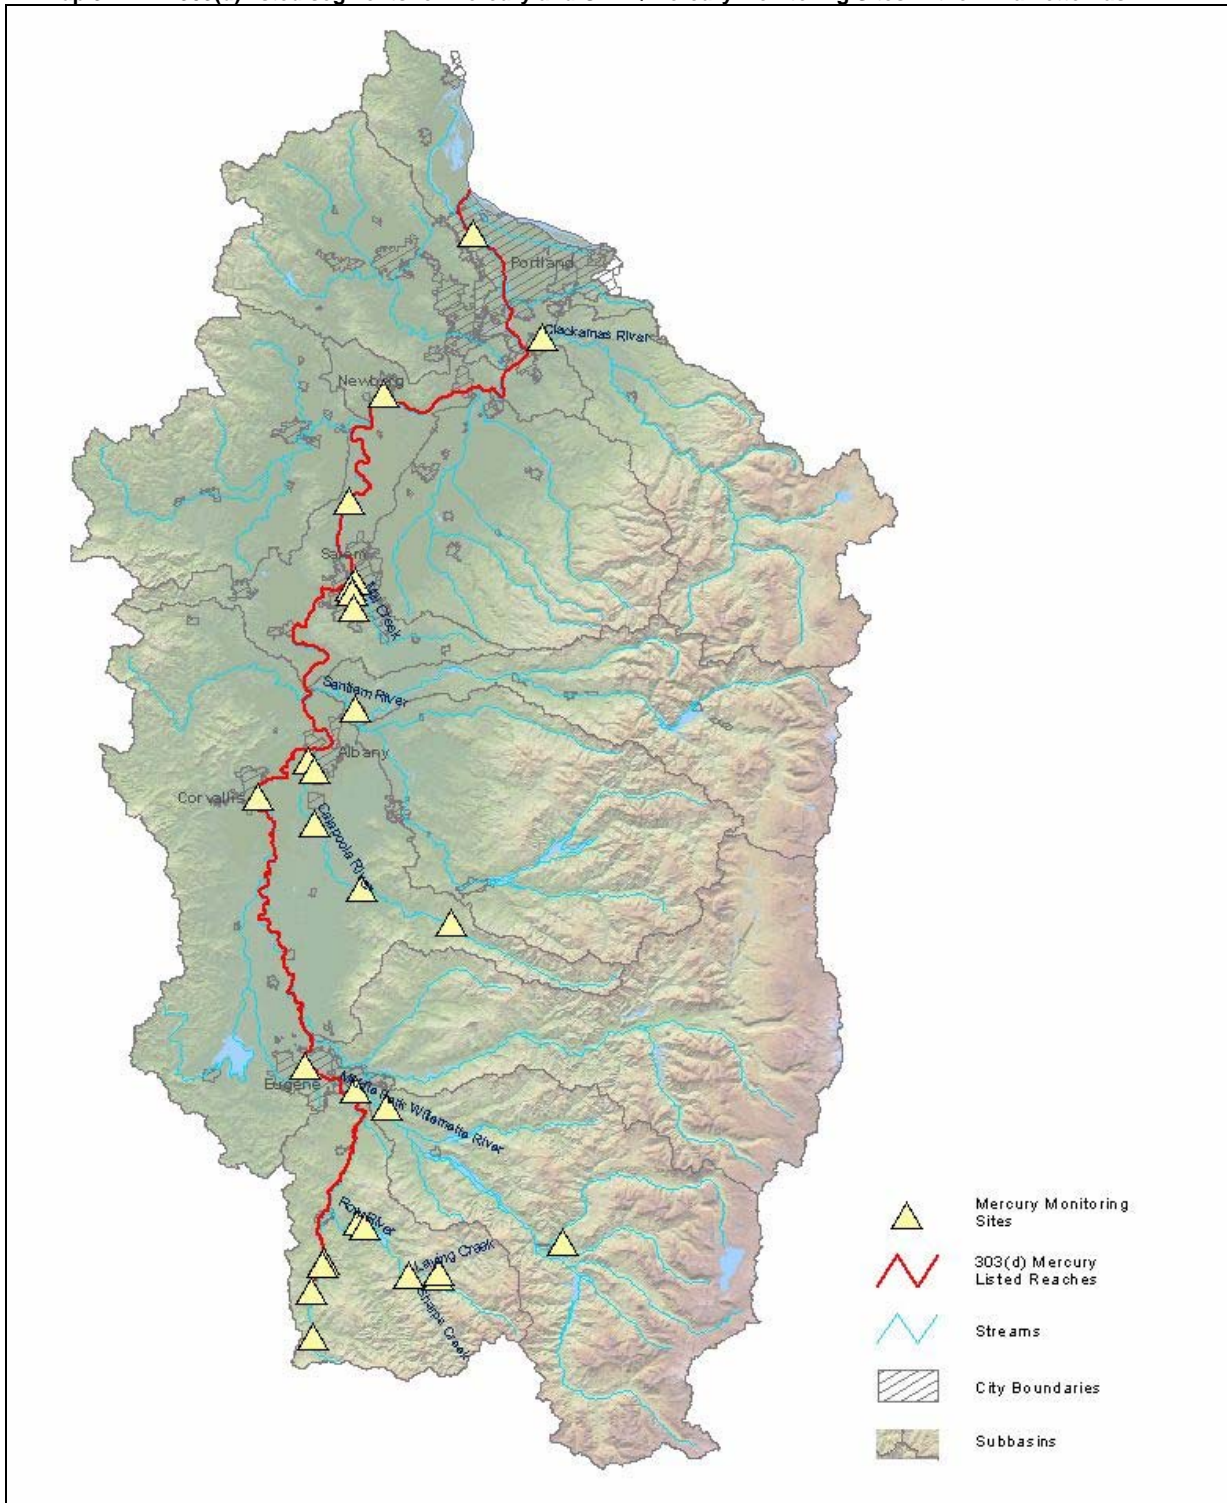 Portland
Clackamas River
Newberg
Salem
Mill Creek
Santiam River
Albany
Corvallis
Calapooia River
Eugene
Middle Fork Willamette River
Row River
Laying Creek
Sharps Creek
Mercury Monitoring
Sites
303(d) Mercury
Listed Reaches
Streams
City Boundaries
Subbasins